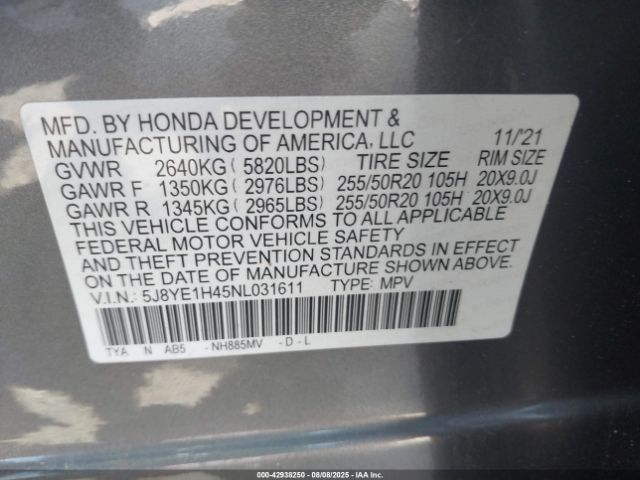 MFD. BY HONDA DEVELOPMENT &
MANUFACTURING OF AMERICA, LLC 11/'21
GVWR 2640KG ( 5820LBS) TIRE SIZE RIM SIZE
GAWR F 1350KG ( 2976LBS) 255/50R20 105H 20X9.0J
GAWR R 1345KG ( 2965LBS) 255/50R20 105H 20X9.0J
THIS VEHICLE CONFORMS TO ALL APPLICABLE
FEDERAL MOTOR VEHICLE SAFETY
AND THEFT PREVENTION STANDARDS IN EFFECT
ON THE DATE OF MANUFACTURE SHOWN ABOVE.
V.I.N.: 5J8YE1H45NL031611 TYPE: MPV
TYA N AB5 -NH885MV -D-L
000-42938250 - 08/08/2025 - IAA Inc.